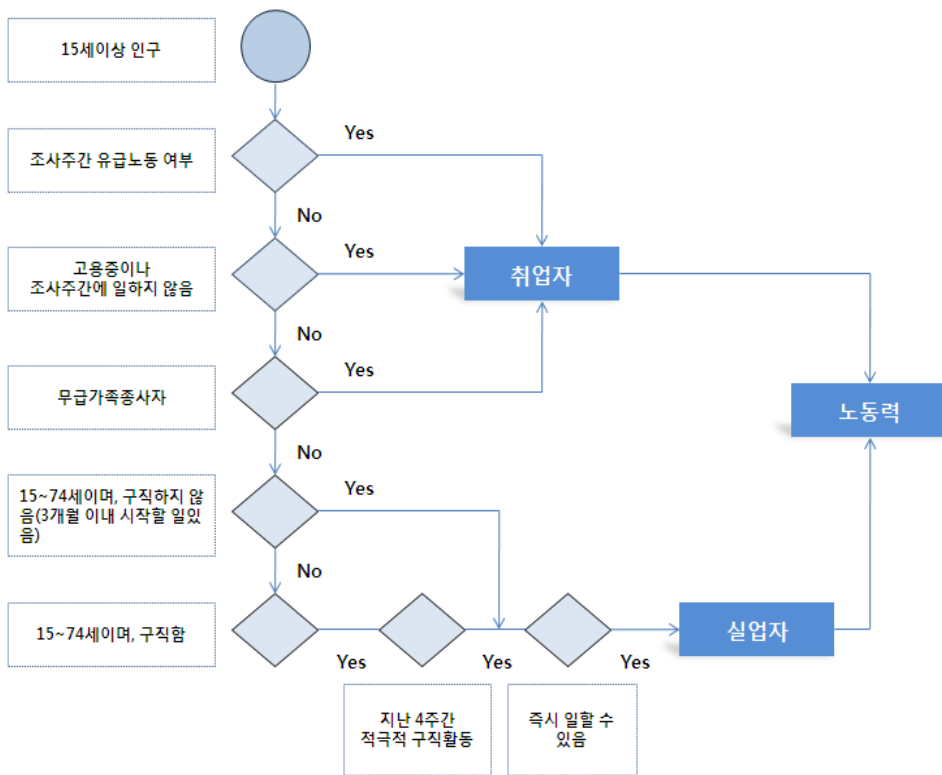 15세이상 인구
Yes
조사주간 유급노동 여부
No
고용중이나
조사주간에 일하지 않음
Yes
취업자
No
Yes
무급가족종사자
노동력
No
15~74세이며, 구직하지 않
음(3개월 이내 시작할 일있
음)
Yes
No
15~74세이며, 구직함
실업자
Yes
Yes
Yes
지난 4주간
적극적 구직활동
즉시 일할 수
있음